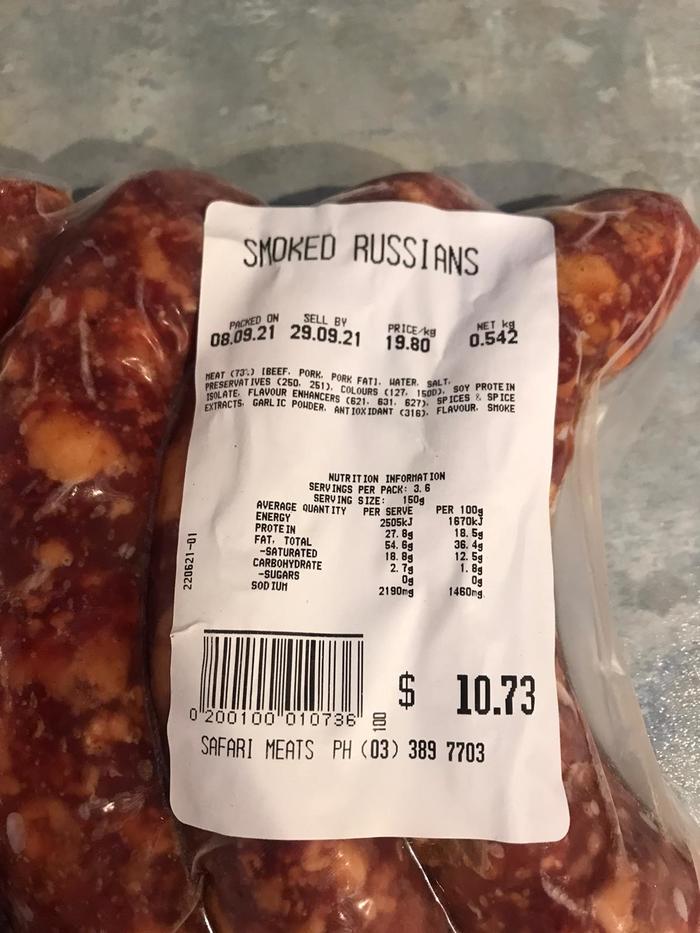 SMOKED RUSSIANS
PACKED ON SELL BY PRICE/kg NET kg
08.09.21 29.09.21 19.80 0.542
MEAT (73%) [BEEF, PORK, PORK FAT], WATER, SALT,
PRESERVATIVES (250, 251), COLOURS (127, 150D), SOY PROTEIN
ISOLATE, FLAVOUR ENHANCERS (621, 631, 627), SPICES & SPICE
EXTRACTS, GARLIC POWDER, ANTIOXIDANT (316), FLAVOUR, SMOKE
NUTRITION INFORMATION
SERVINGS PER PACK: 3.6
SERVING SIZE: 150g
AVERAGE QUANTITY PER SERVE PER 100g
ENERGY 2505kJ 1670kJ
PROTEIN 27.8g 18.5g
FAT, TOTAL 54.6g 36.4g
-SATURATED 18.8g 12.5g
CARBOHYDRATE 2.7g 1.8g
-SUGARS 0g 0g
SODIUM 2190mg 1460mg
220621-01
0 200100 010736
100
$ 10.73
SAFARI MEATS PH (03) 389 7703